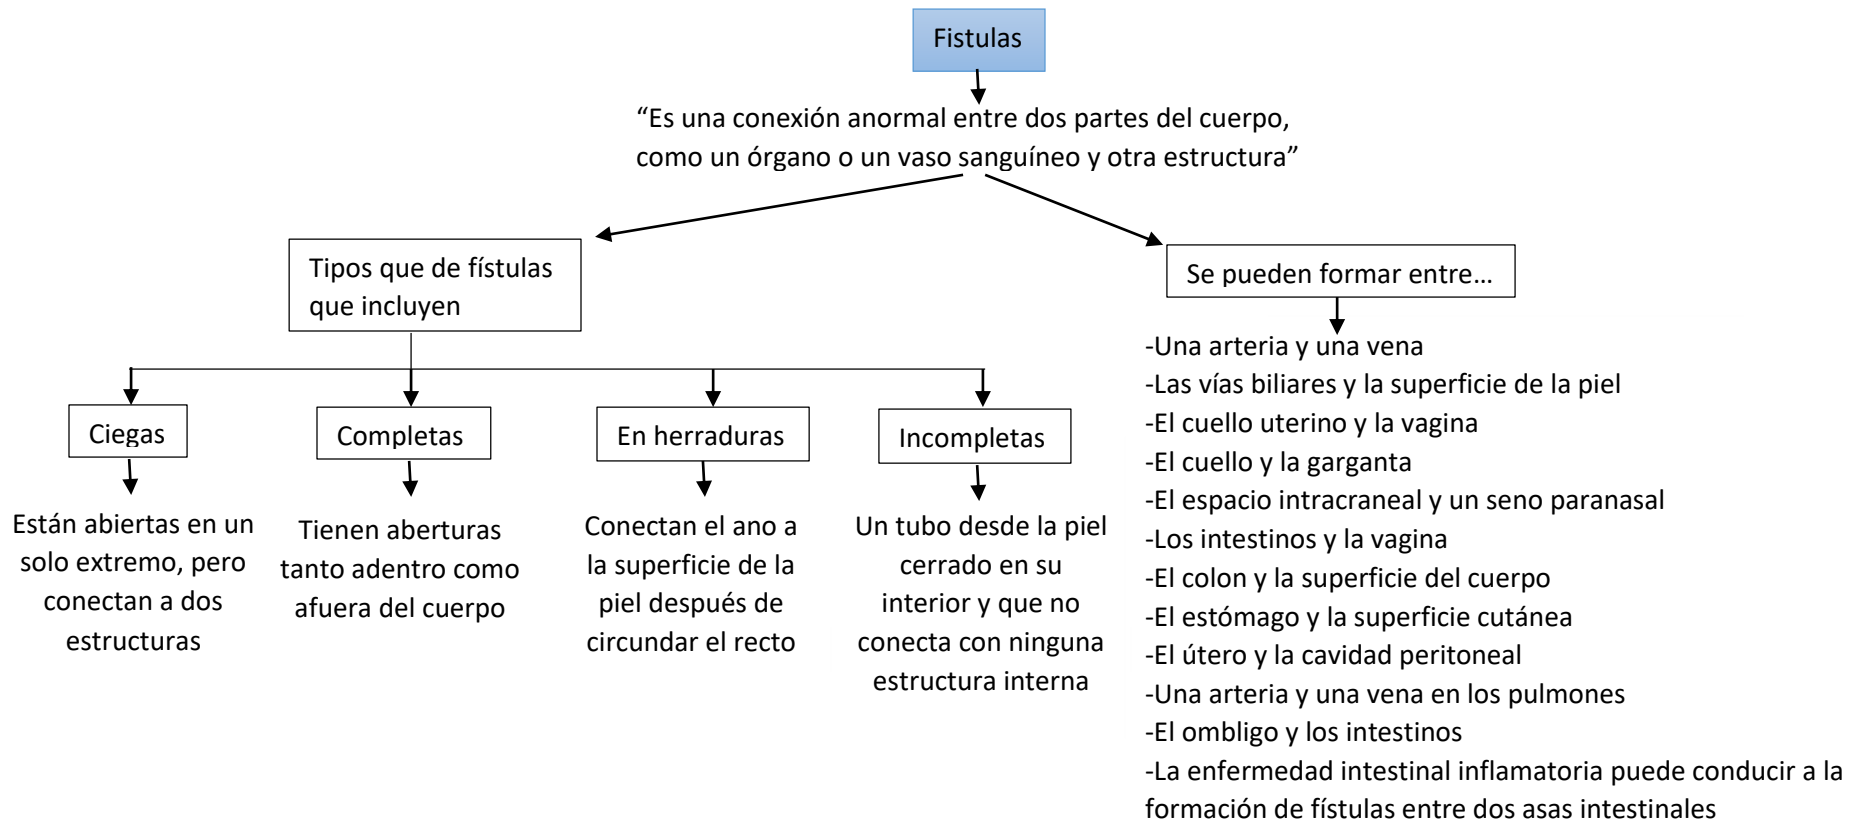 Fistulas
“Es una conexión anormal entre dos partes del cuerpo,
como un órgano o un vaso sanguíneo y otra estructura”
Tipos que de fístulas
que incluyen
Ciegas
Están abiertas en un
solo extremo, pero
conectan a dos
estructuras
Completas
Tienen aberturas
tanto adentro como
afuera del cuerpo
En herraduras
Conectan el ano a
la superficie de la
piel después de
circundar el recto
Incompletas
Un tubo desde la piel
cerrado en su
interior y que no
conecta con ninguna
estructura interna
Se pueden formar entre…
-Una arteria y una vena
-Las vías biliares y la superficie de la piel
-El cuello uterino y la vagina
-El cuello y la garganta
-El espacio intracraneal y un seno paranasal
-Los intestinos y la vagina
-El colon y la superficie del cuerpo
-El estómago y la superficie cutánea
-El útero y la cavidad peritoneal
-Una arteria y una vena en los pulmones
-El ombligo y los intestinos
-La enfermedad intestinal inflamatoria puede conducir a la
formación de fístulas entre dos asas intestinales